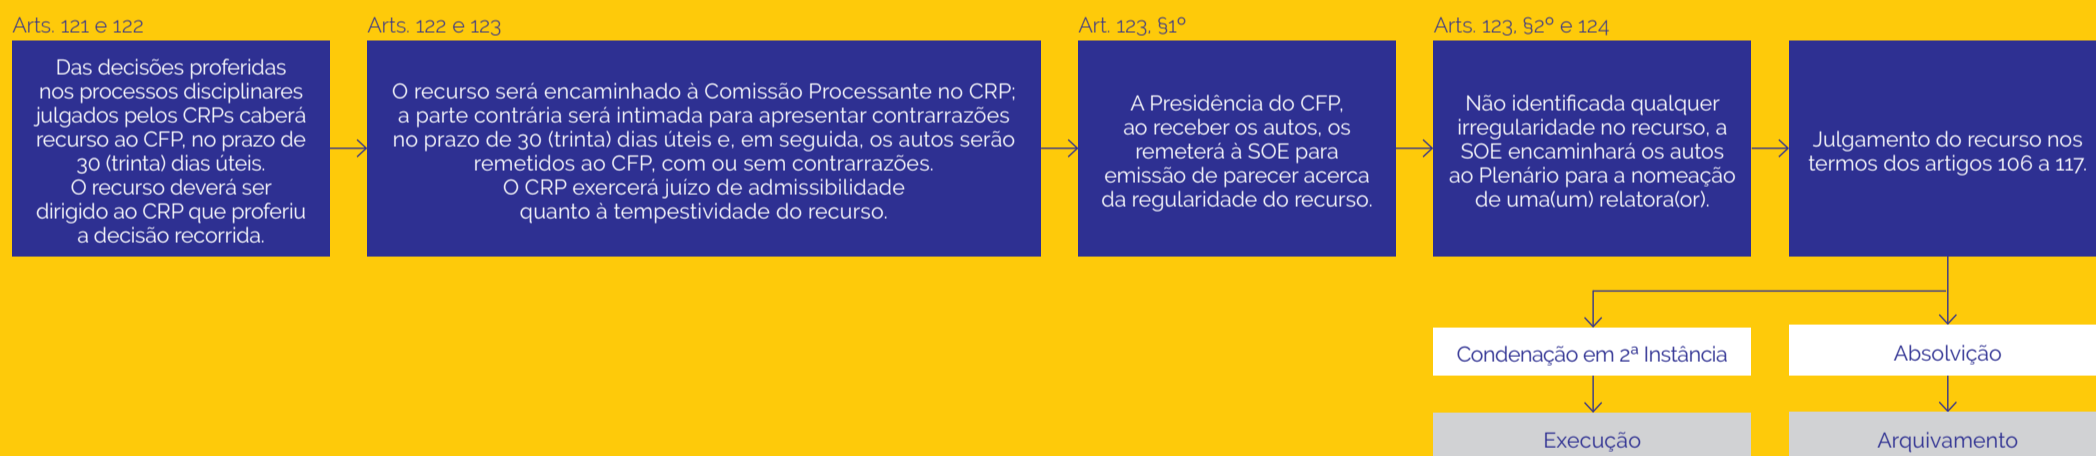 Arts. 121 e 122
Das decisões proferidas
nos processos disciplinares
julgados pelos CRPs caberá
recurso ao CFP, no prazo de
30 (trinta) dias úteis.
O recurso deverá ser
dirigido ao CRP que proferiu
a decisão recorrida.
Arts. 122 e 123
O recurso será encaminhado à Comissão Processante no CRP;
a parte contrária será intimada para apresentar contrarrazões
no prazo de 30 (trinta) dias úteis e, em seguida, os autos serão
remetidos ao CFP, com ou sem contrarrazões.
O CRP exercerá juízo de admissibilidade
quanto à tempestividade do recurso.
Art. 123, §1º
A Presidência do CFP,
ao receber os autos, os
remeterá à SOE para
emissão de parecer acerca
da regularidade do recurso.
Arts. 123, §2º e 124
Não identificada qualquer
irregularidade no recurso, a
SOE encaminhará os autos
ao Plenário para a nomeação
de uma(um) relatora(or).
Julgamento do recurso nos
termos dos artigos 106 a 117.
Condenação em 2ª Instância
Absolvição
Execução
Arquivamento